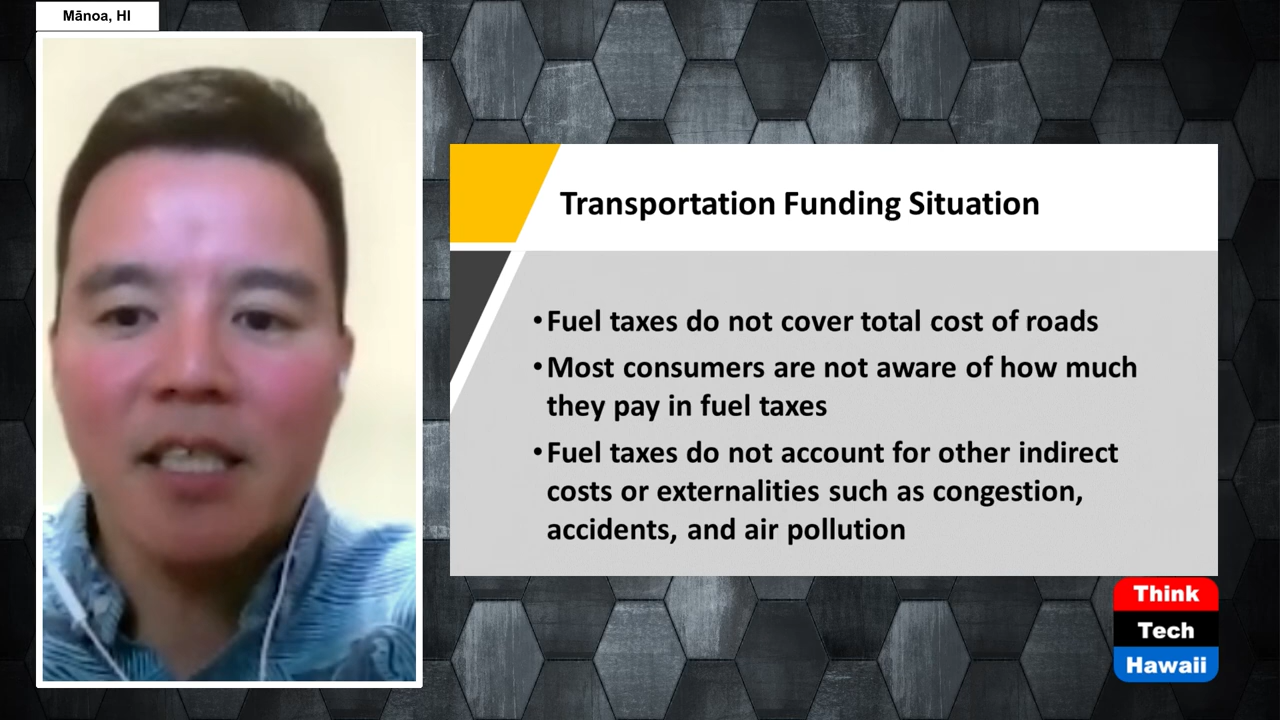 Mānoa, HI
Transportation Funding Situation
•Fuel taxes do not cover total cost of roads
•Most consumers are not aware of how much
they pay in fuel taxes
•Fuel taxes do not account for other indirect
costs or externalities such as congestion,
accidents, and air pollution
Think
Tech
Hawaii